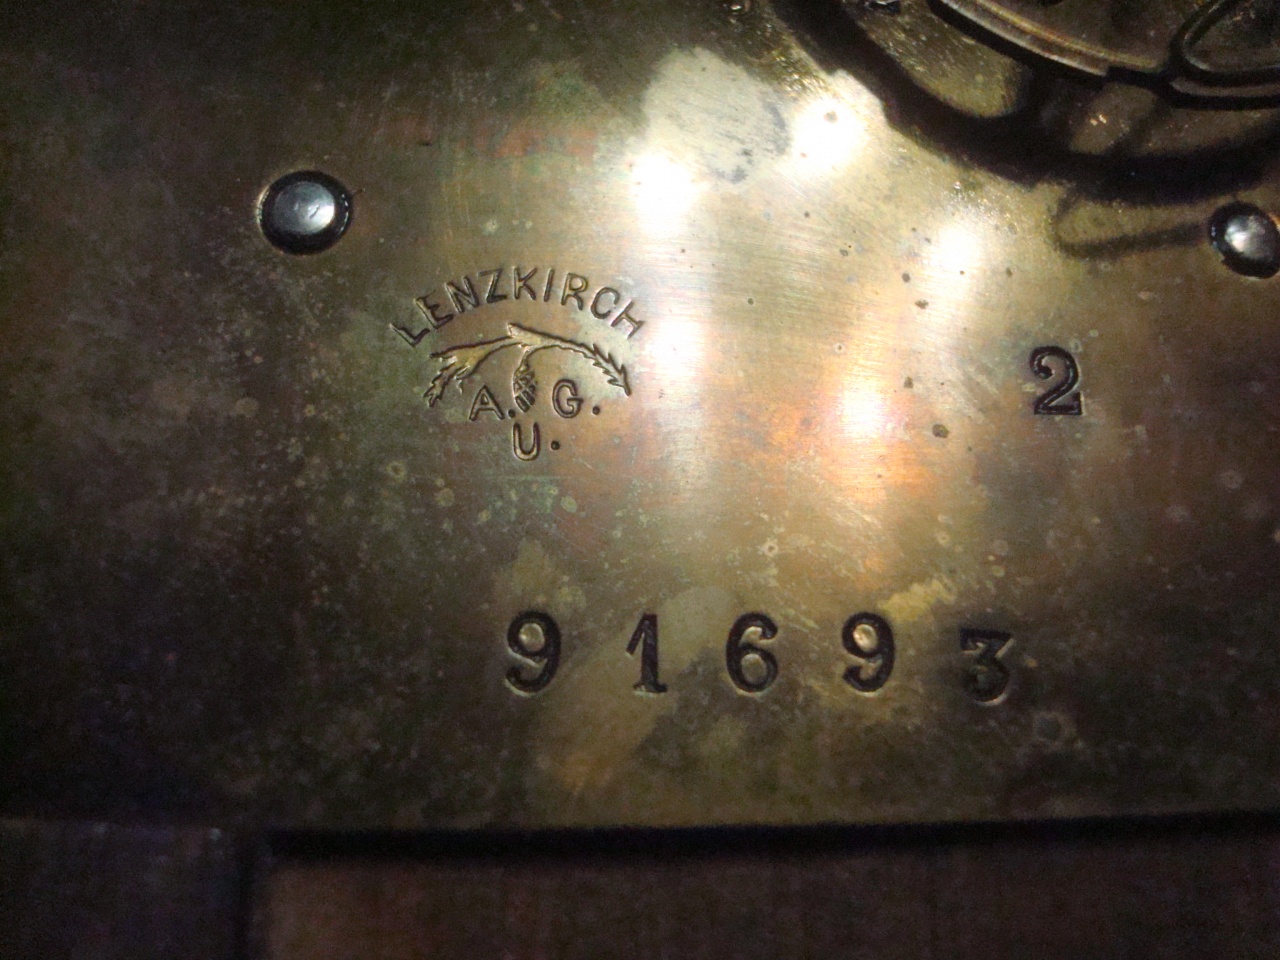 LENZKIRCH
A. G.
U.
2
91693